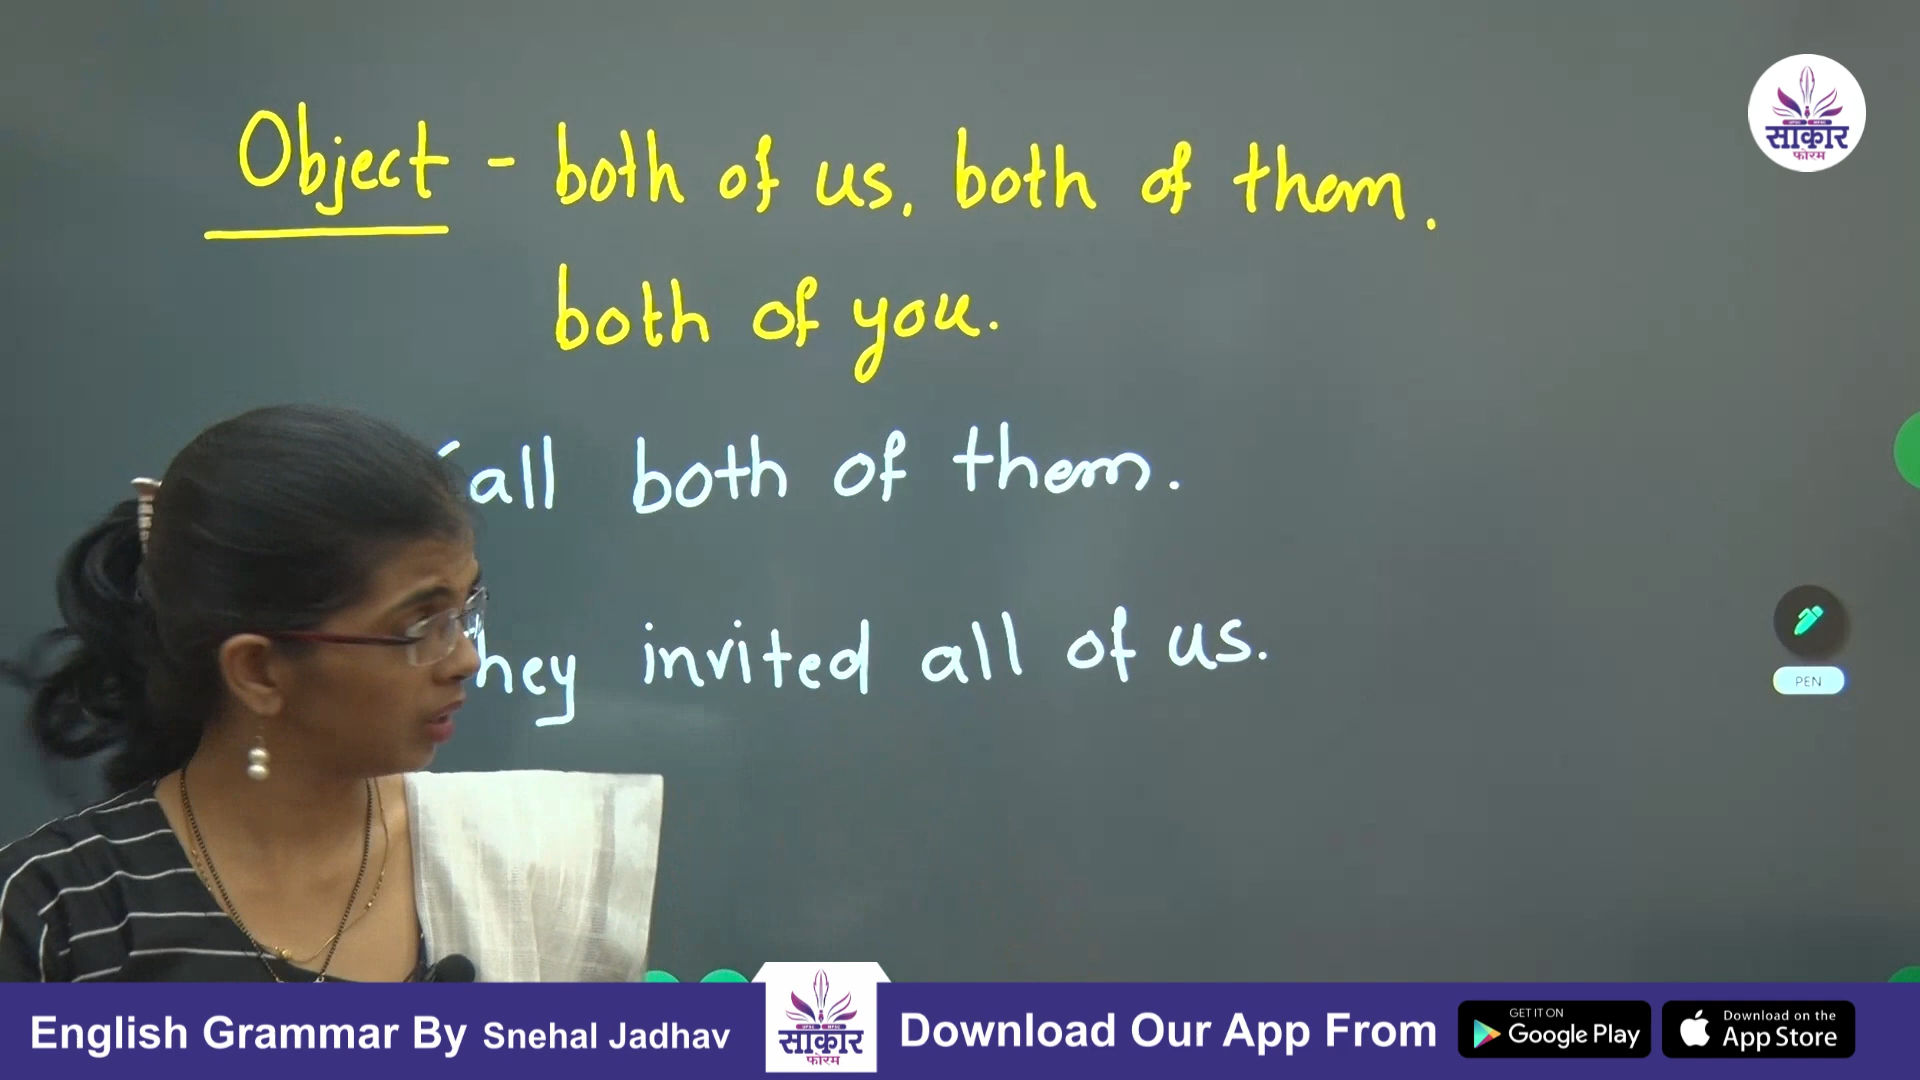 Object - both of us, both of them.
both of you.
all both of them.
hey invited all of us.
साकार
फोरम
PEN
English Grammar By Snehal Jadhav
साकार
फोरम
Download Our App From
GET IT ON
Google Play
Download on the
App Store